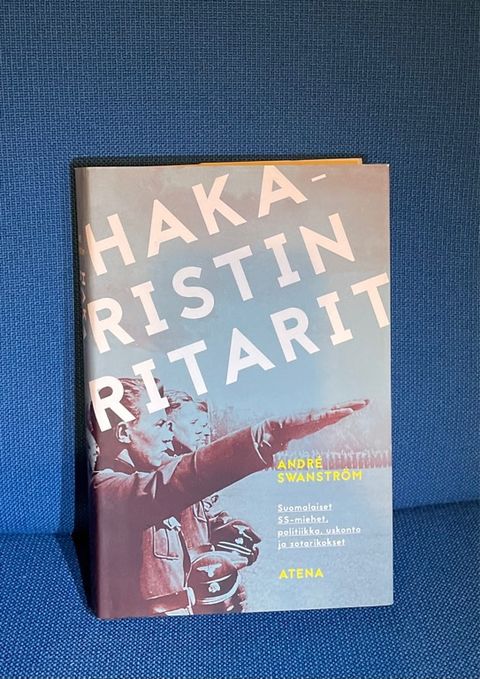 HAKA-
RISTIN
RITARIT
ANDRÉ
SWANSTRÖM
Suomalaiset
SS-miehet,
politiikka, uskonto
ja sotarikokset
ATENA